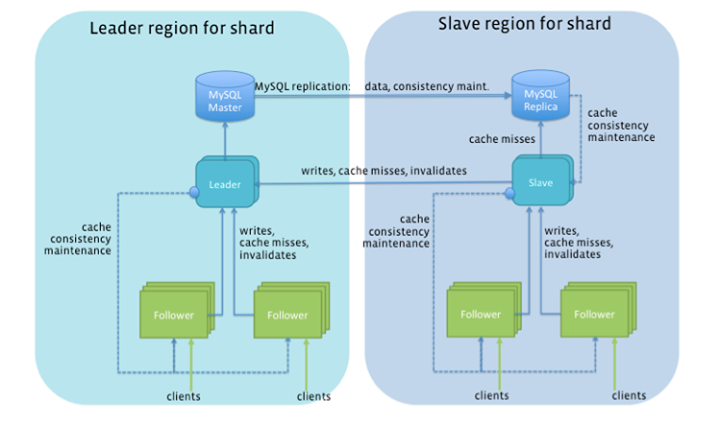 Leader region for shard
Slave region for shard
MySQL
Master
MySQL replication: data, consistency maint.
MySQL
Replica
cache
consistency
maintenance
cache misses
writes, cache misses, invalidates
Leader
Slave
cache
consistency
maintenance
writes,
cache misses,
invalidates
cache
consistency
maintenance
writes,
cache misses,
invalidates
Follower
Follower
Follower
Follower
clients
clients
clients
clients